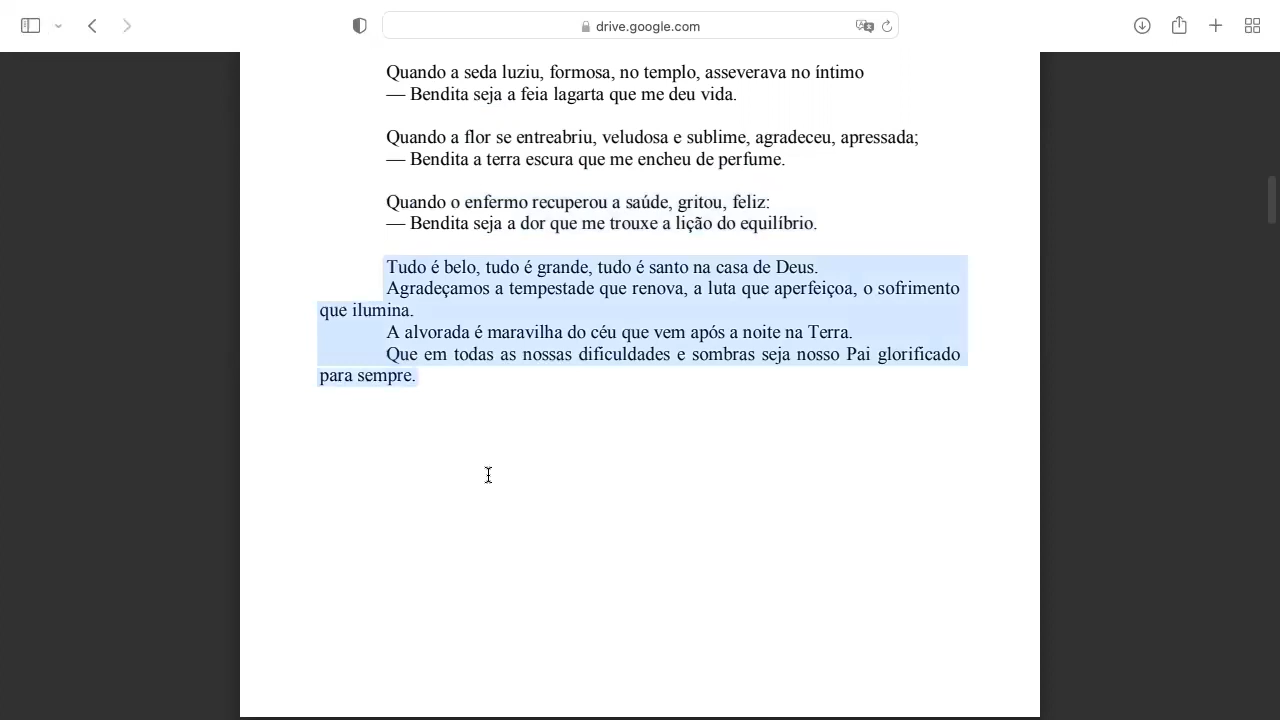 drive.google.com
Quando a seda luziu, formosa, no templo, asseverava no íntimo
— Bendita seja a feia lagarta que me deu vida.
Quando a flor se entreabriu, veludosa e sublime, agradeceu, apressada;
— Bendita a terra escura que me encheu de perfume.
Quando o enfermo recuperou a saúde, gritou, feliz:
— Bendita seja a dor que me trouxe a lição do equilíbrio.
Tudo é belo, tudo é grande, tudo é santo na casa de Deus.
Agradeçamos a tempestade que renova, a luta que aperfeiçoa, o sofrimento
que ilumina.
A alvorada é maravilha do céu que vem após a noite na Terra.
Que em todas as nossas dificuldades e sombras seja nosso Pai glorificado
para sempre.